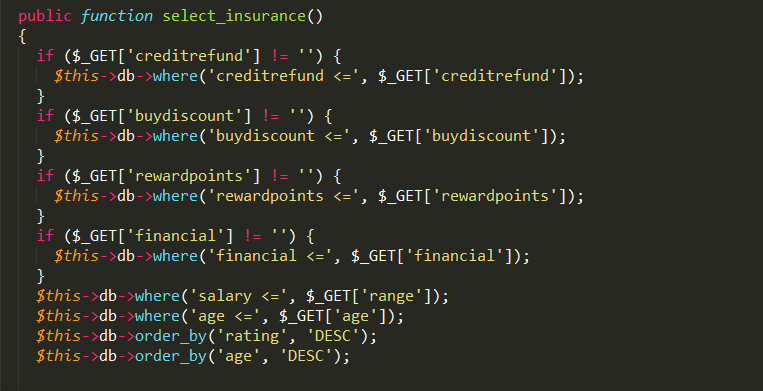 public function select_insurance()
{
if ($_GET['creditrefund'] != '') {
$this->db->where('creditrefund <=', $_GET['creditrefund']);
}
if ($_GET['buydiscount'] != '') {
$this->db->where('buydiscount <=', $_GET['buydiscount']);
}
if ($_GET['rewardpoints'] != '') {
$this->db->where('rewardpoints <=', $_GET['rewardpoints']);
}
if ($_GET['financial'] != '') {
$this->db->where('financial <=', $_GET['financial']);
}
$this->db->where('salary <=', $_GET['range']);
$this->db->where('age <=', $_GET['age']);
$this->db->order_by('rating', 'DESC');
$this->db->order_by('age', 'DESC');